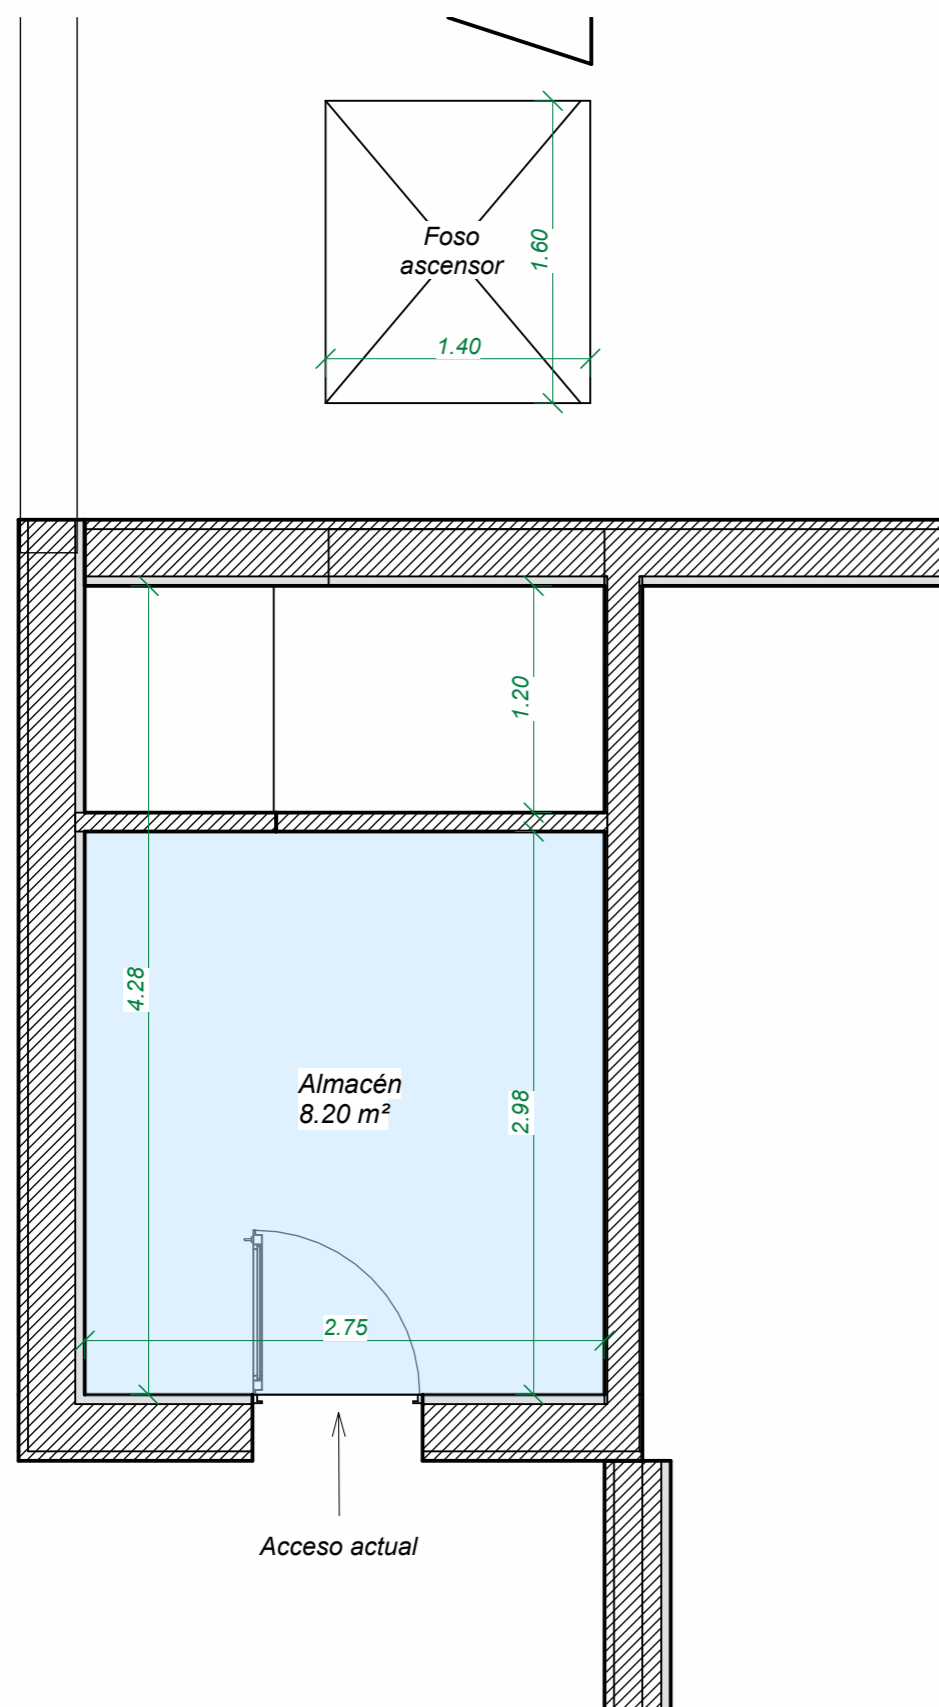 Foso
ascensor
1.60
1.40
1.20
4.28
Almacén
8.20 m²
2.98
2.75
Acceso actual